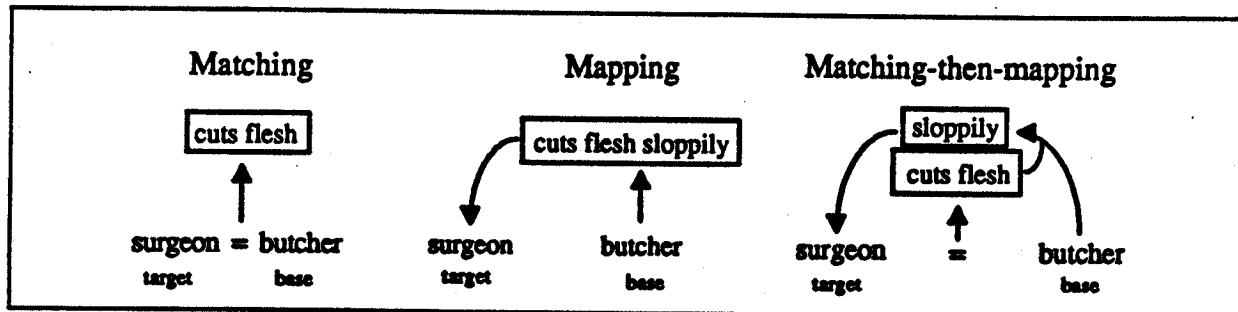 Matching
cuts flesh
surgeon = butcher
target base
Mapping
cuts flesh sloppily
surgeon butcher
target base
Matching-then-mapping
sloppily
cuts flesh
surgeon = butcher
target base